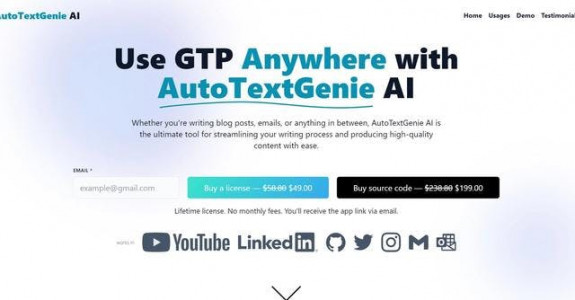 AutoTextGenie AI
Home Usages Demo Testimonial
Use GTP Anywhere with
AutoTextGenie AI
Whether you're writing blog posts, emails, or anything in between, AutoTextGenie AI is
the ultimate tool for streamlining your writing process and producing high-quality
content with ease.
EMAIL *
example@gmail.com
Buy a license — $58.80 $49.00
Buy source code — $238.80 $199.00
Lifetime license. No monthly fees. You'll receive the app link via email.
works in YouTube LinkedIn